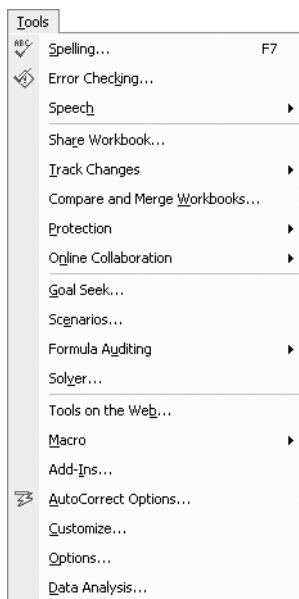 Tools
ABC
Spelling... F7
Error Checking...
Speech
Share Workbook...
Track Changes
Compare and Merge Workbooks...
Protection
Online Collaboration
Goal Seek...
Scenarios...
Formula Auditing
Solver...
Tools on the Web...
Macro
Add-Ins...
AutoCorrect Options...
Customize...
Options...
Data Analysis...